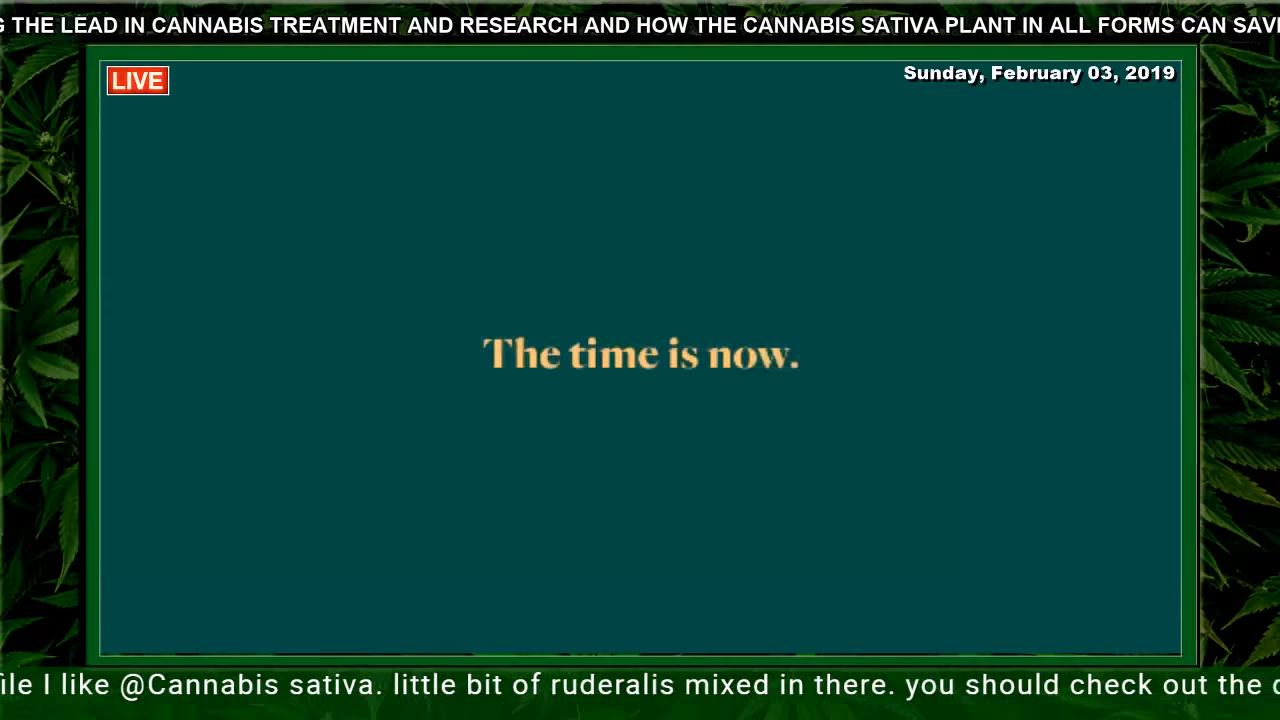 THE LEAD IN CANNABIS TREATMENT AND RESEARCH AND HOW THE CANNABIS SATIVA PLANT IN ALL FORMS CAN
LIVE
Sunday, February 03, 2019
The time is now.
I like @Cannabis sativa. little bit of ruderalis mixed in there. you should check out the